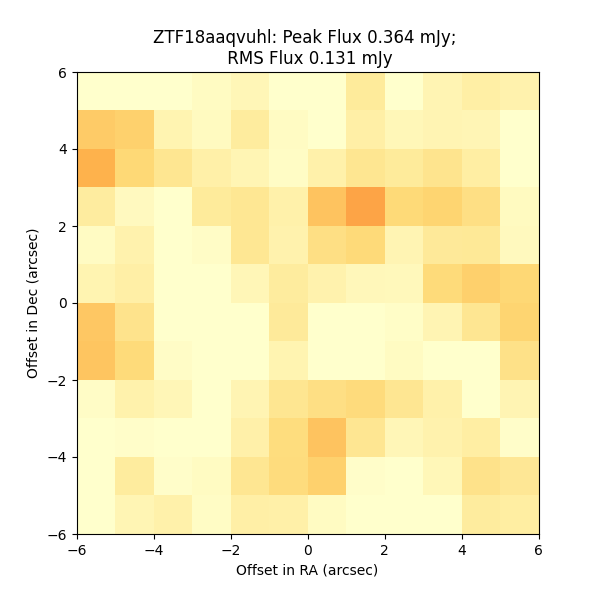 ZTF18aaqvuhl: Peak Flux 0.364 mJy;
RMS Flux 0.131 mJy
6
4
2
0
−2
−4
−6
Offset in Dec (arcsec)
−6 −4 −2 0 2 4 6
Offset in RA (arcsec)